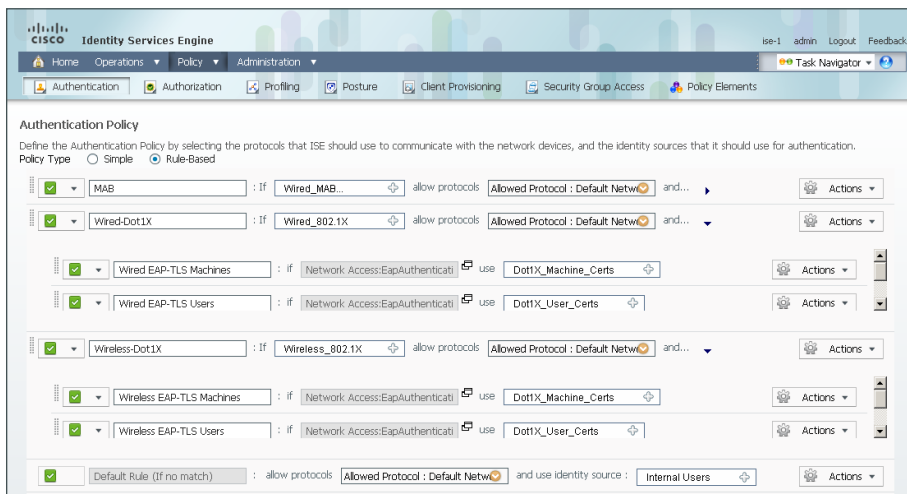 CISCO Identity Services Engine
ise-1 admin Logout Feedback
Home Operations Policy Administration
Task Navigator
Authentication Authorization Profiling Posture Client Provisioning Security Group Access Policy Elements
Authentication Policy
Define the Authentication Policy by selecting the protocols that ISE should use to communicate with the network devices, and the identity sources that it should use for authentication.
Policy Type Simple Rule-Based
MAB : If Wired_MAB... allow protocols Allowed Protocol : Default Netwo and... Actions
Wired-Dot1X : If Wired_802.1X allow protocols Allowed Protocol : Default Netwo and... Actions
Wired EAP-TLS Machines : if Network Access:EapAuthenticati use Dot1X_Machine_Certs Actions
Wired EAP-TLS Users : if Network Access:EapAuthenticati use Dot1X_User_Certs Actions
Wireless-Dot1X : If Wireless_802.1X allow protocols Allowed Protocol : Default Netwo and... Actions
Wireless EAP-TLS Machines : if Network Access:EapAuthenticati use Dot1X_Machine_Certs Actions
Wireless EAP-TLS Users : if Network Access:EapAuthenticati use Dot1X_User_Certs Actions
Default Rule (If no match) : allow protocols Allowed Protocol : Default Netwo and use identity source : Internal Users Actions